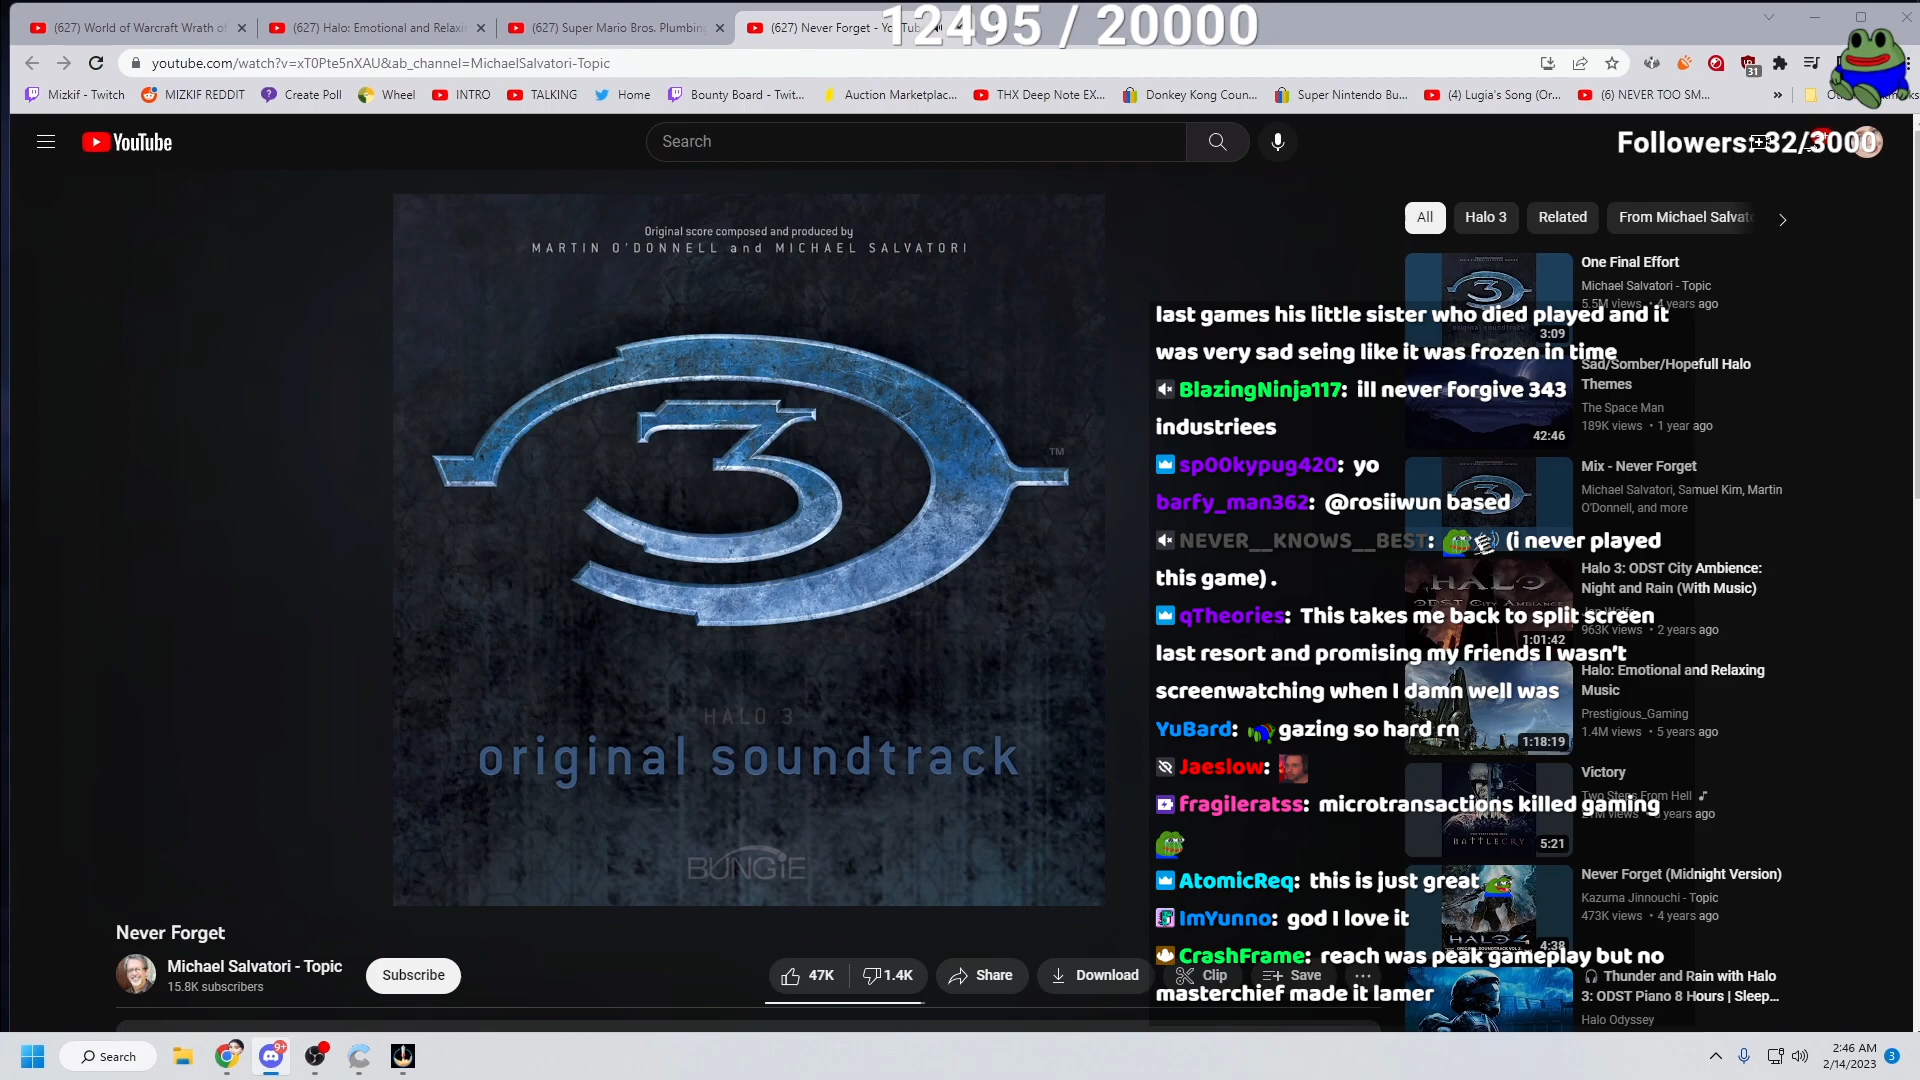 (627) World of Warcraft Wrath of
(627) Halo: Emotional and Relaxi
(627) Super Mario Bros. Plumbing
(627) Never Forget - YouTu
12495 / 20000
youtube.com/watch?v=xT0Pte5nXAU&ab_channel=MichaelSalvatori-Topic
31
Mizkif - Twitch
MIZKIF REDDIT
Create Poll
Wheel
INTRO
TALKING
Home
Bounty Board - Twit...
Auction Marketplac...
THX Deep Note EX...
Donkey Kong Coun...
Super Nintendo Bu...
(4) Lugia's Song (Or...
(6) NEVER TOO SM...
»
YouTube
Search
Followers: 32/3000
Original score composed and produced by
MARTIN O'DONNELL and MICHAEL SALVATORI
3
TM
HALO 3
original soundtrack
BUNGiE
All
Halo 3
Related
From Michael Salvato
One Final Effort
Michael Salvatori - Topic
5.5M views • 4 years ago
3:09
Sad/Somber/Hopefull Halo
Themes
The Space Man
189K views • 1 year ago
42:46
Mix - Never Forget
Michael Salvatori, Samuel Kim, Martin
O'Donnell, and more
Halo 3: ODST City Ambience:
Night and Rain (With Music)
963K views • 2 years ago
HALO
ODST CITY AMBIANCE
1:01:42
Halo: Emotional and Relaxing
Music
Prestigious_Gaming
1.4M views • 5 years ago
1:18:19
Victory
Two Steps From Hell
years ago
BATTLECRY
5:21
Never Forget (Midnight Version)
Kazuma Jinnouchi - Topic
473K views • 4 years ago
HALO 4
4:38
Thunder and Rain with Halo
3: ODST Piano 8 Hours | Sleep...
Halo Odyssey
last games his little sister who died played and it
was very sad seing like it was frozen in time
BlazingNinja117: ill never forgive 343
industriees
sp00kypug420: yo
barfy_man362: @rosiiwun based
NEVER__KNOWS__BEST: (i never played
this game) .
qTheories: This takes me back to split screen
last resort and promising my friends I wasn't
screenwatching when I damn well was
YuBard: gazing so hard rn
Jaeslow:
fragileratss: microtransactions killed gaming
AtomicReq: this is just great
ImYunno: god I love it
CrashFrame: reach was peak gameplay but no
masterchief made it lamer
Never Forget
Michael Salvatori - Topic
15.8K subscribers
Subscribe
47K
1.4K
Share
Download
Clip
Save
...
Search
9+
2:46 AM
2/14/2023
3